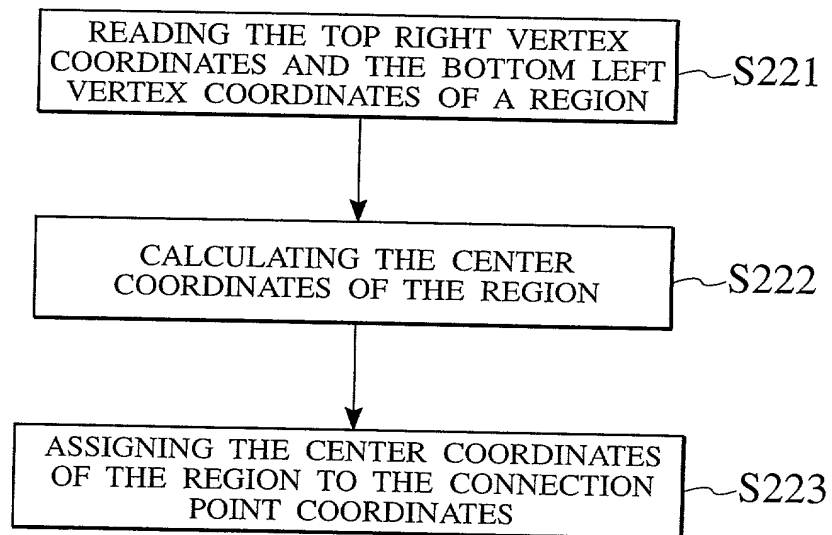 READING THE TOP RIGHT VERTEX
COORDINATES AND THE BOTTOM LEFT
VERTEX COORDINATES OF A REGION
S221
CALCULATING THE CENTER
COORDINATES OF THE REGION
S222
ASSIGNING THE CENTER COORDINATES
OF THE REGION TO THE CONNECTION
POINT COORDINATES
S223